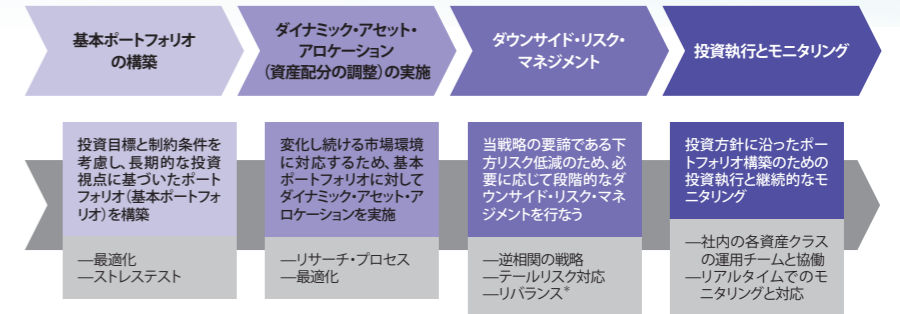 基本ポートフォリオ
の構築
ダイナミック・アセット・
アロケーション
(資産配分の調整)の実施
ダウンサイド・リスク・
マネジメント
投資執行とモニタリング
投資目標と制約条件を
考慮し、長期的な投資
視点に基づいたポート
フォリオ(基本ポートフォ
リオ)を構築
—最適化
—ストレステスト
変化し続ける市場環境
に対応するため、基本
ポートフォリオに対して
ダイナミック・アセット・ア
ロケーションを実施
—リサーチ・プロセス
—最適化
当戦略の要諦である下
方リスク低減のため、必
要に応じて段階的なダ
ウンサイド・リスク・マネ
ジメントを行なう
—逆相関の戦略
—テールリスク対応
—リバランス*
投資方針に沿ったポー
トフォリオ構築のための
投資執行と継続的なモ
ニタリング
—社内の各資産クラス
の運用チームと協働
—リアルタイムでのモ
ニタリングと対応